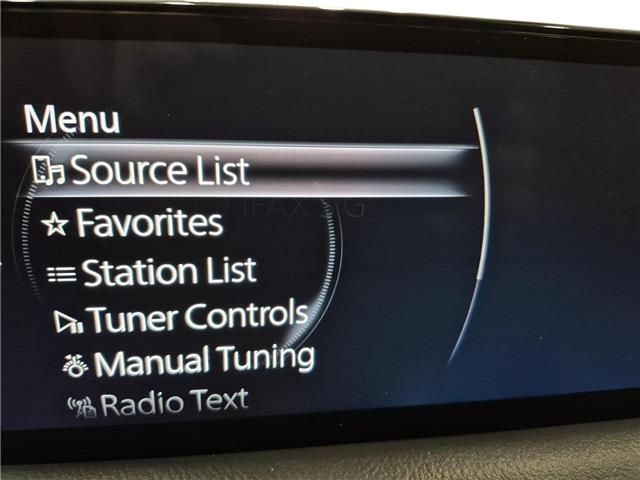 Menu
Source List
Favorites
Station List
Tuner Controls
Manual Tuning
Radio Text